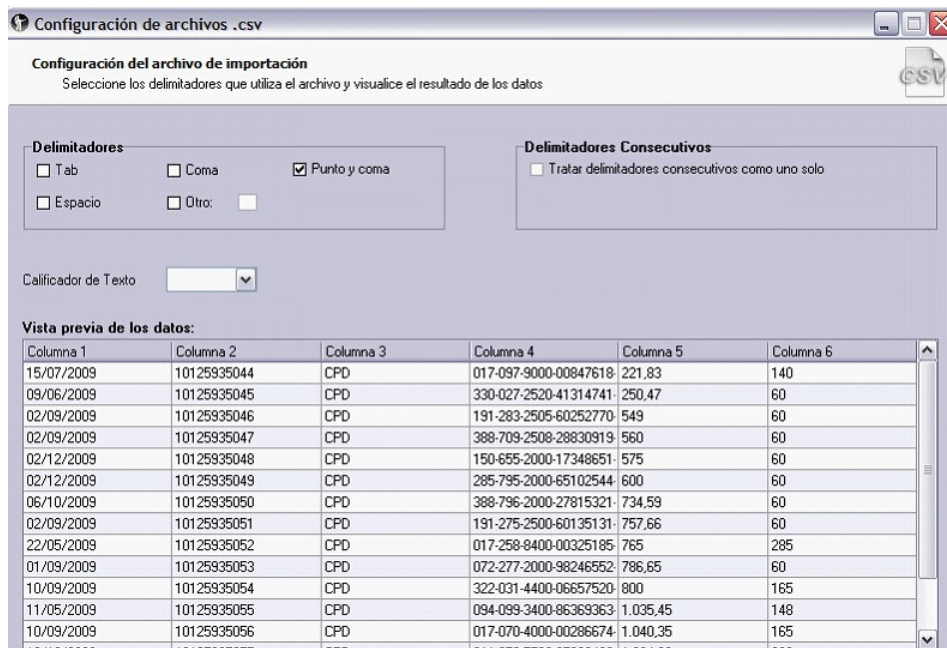 Configuración de archivos .csv
Configuración del archivo de importación
Seleccione los delimitadores que utiliza el archivo y visualice el resultado de los datos
CSV
Delimitadores
Tab Coma Punto y coma
Espacio Otro:
Delimitadores Consecutivos
Tratar delimitadores consecutivos como uno solo
Calificador de Texto
Vista previa de los datos:
Columna 1 Columna 2 Columna 3 Columna 4 Columna 5 Columna 6
15/07/2009 10125935044 CPD 017-097-9000-00847618- 221,83 140
09/06/2009 10125935045 CPD 330-027-2520-41314741- 250,47 60
02/09/2009 10125935046 CPD 191-283-2505-60252770- 549 60
02/09/2009 10125935047 CPD 388-709-2508-28830919- 560 60
02/12/2009 10125935048 CPD 150-655-2000-17348651- 575 60
02/12/2009 10125935049 CPD 285-795-2000-65102544- 600 60
06/10/2009 10125935050 CPD 388-796-2000-27815321- 734,59 60
02/09/2009 10125935051 CPD 191-275-2500-60135131- 757,66 60
22/05/2009 10125935052 CPD 017-258-8400-00325185- 765 285
01/09/2009 10125935053 CPD 072-277-2000-98246552- 786,65 60
10/09/2009 10125935054 CPD 322-031-4400-06657520- 800 165
11/05/2009 10125935055 CPD 094-099-3400-86369363- 1.035,45 148
10/09/2009 10125935056 CPD 017-070-4000-00286674- 1.040,35 165